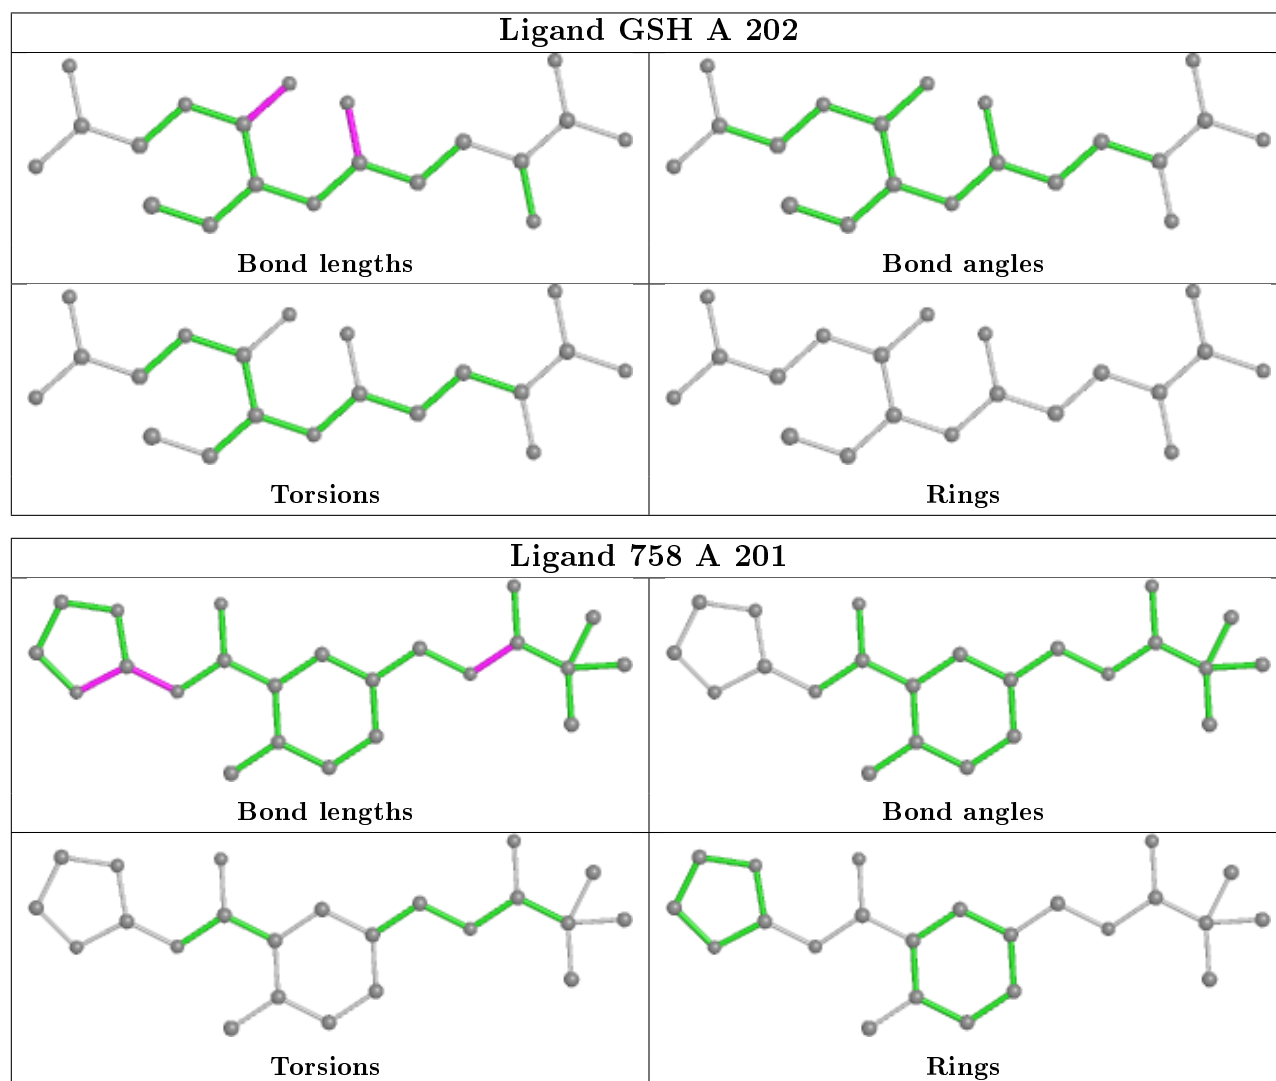 Ligand GSH A 202
Bond lengths
Bond angles
Torsions
Rings
Ligand 758 A 201
Bond lengths
Bond angles
Torsions
Rings